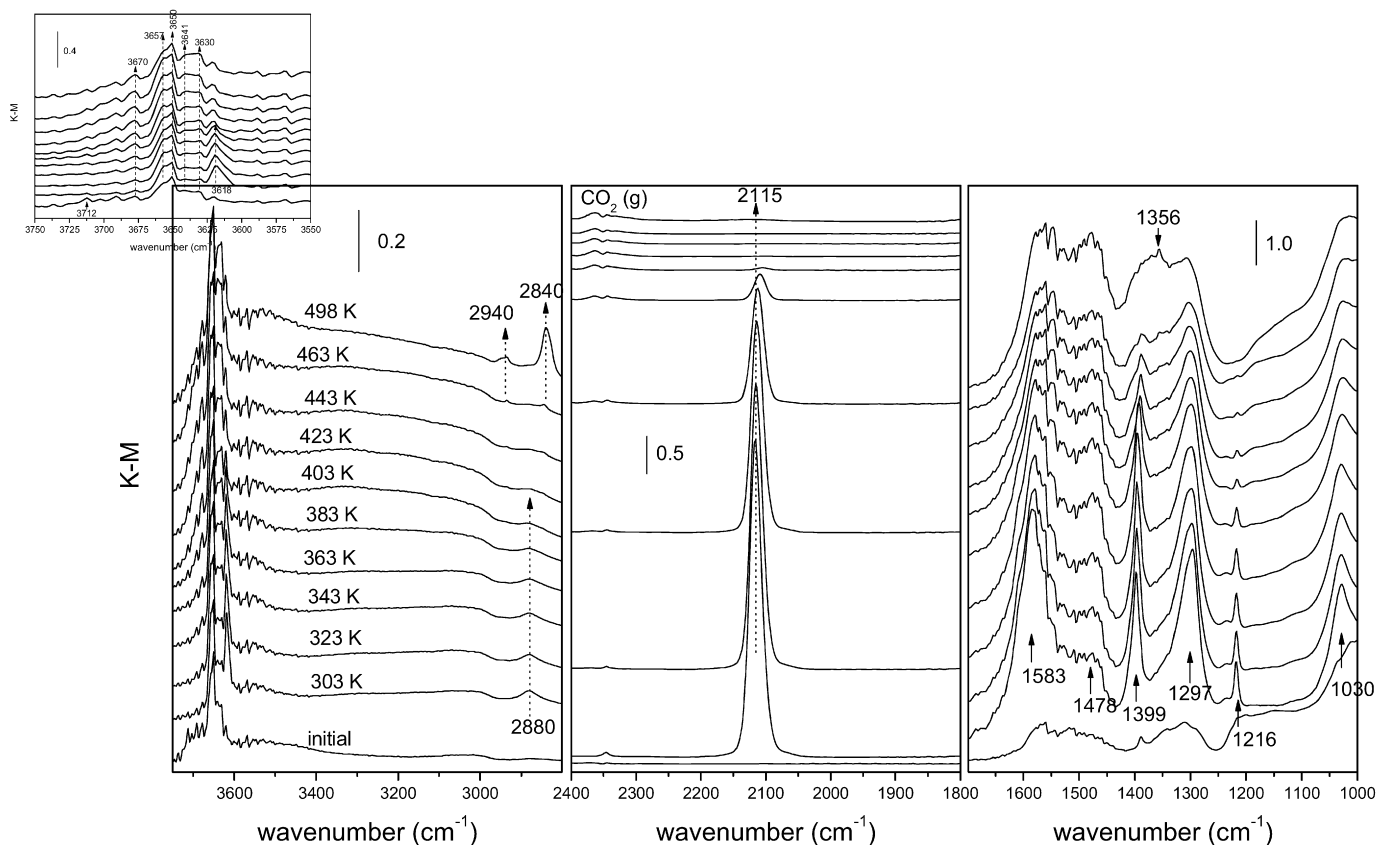 3650
3657
3641
3630
0.4
3670
K-M
3618
3712
3750 3725 3700 3675 3650 3625 3600 3575 3550
wavenumber (cm⁻¹)
CO₂ (g)
2115
1356
0.2
1.0
2840
2940
498 K
463 K
443 K
423 K
0.5
403 K
K-M
383 K
363 K
343 K
323 K
303 K
1583
1478
1399
1297
1030
2880
1216
initial
3600 3400 3200 3000 2400 2300 2200 2100 2000 1900 1800 1600 1500 1400 1300 1200 1100 1000
wavenumber (cm⁻¹) wavenumber (cm⁻¹) wavenumber (cm⁻¹)